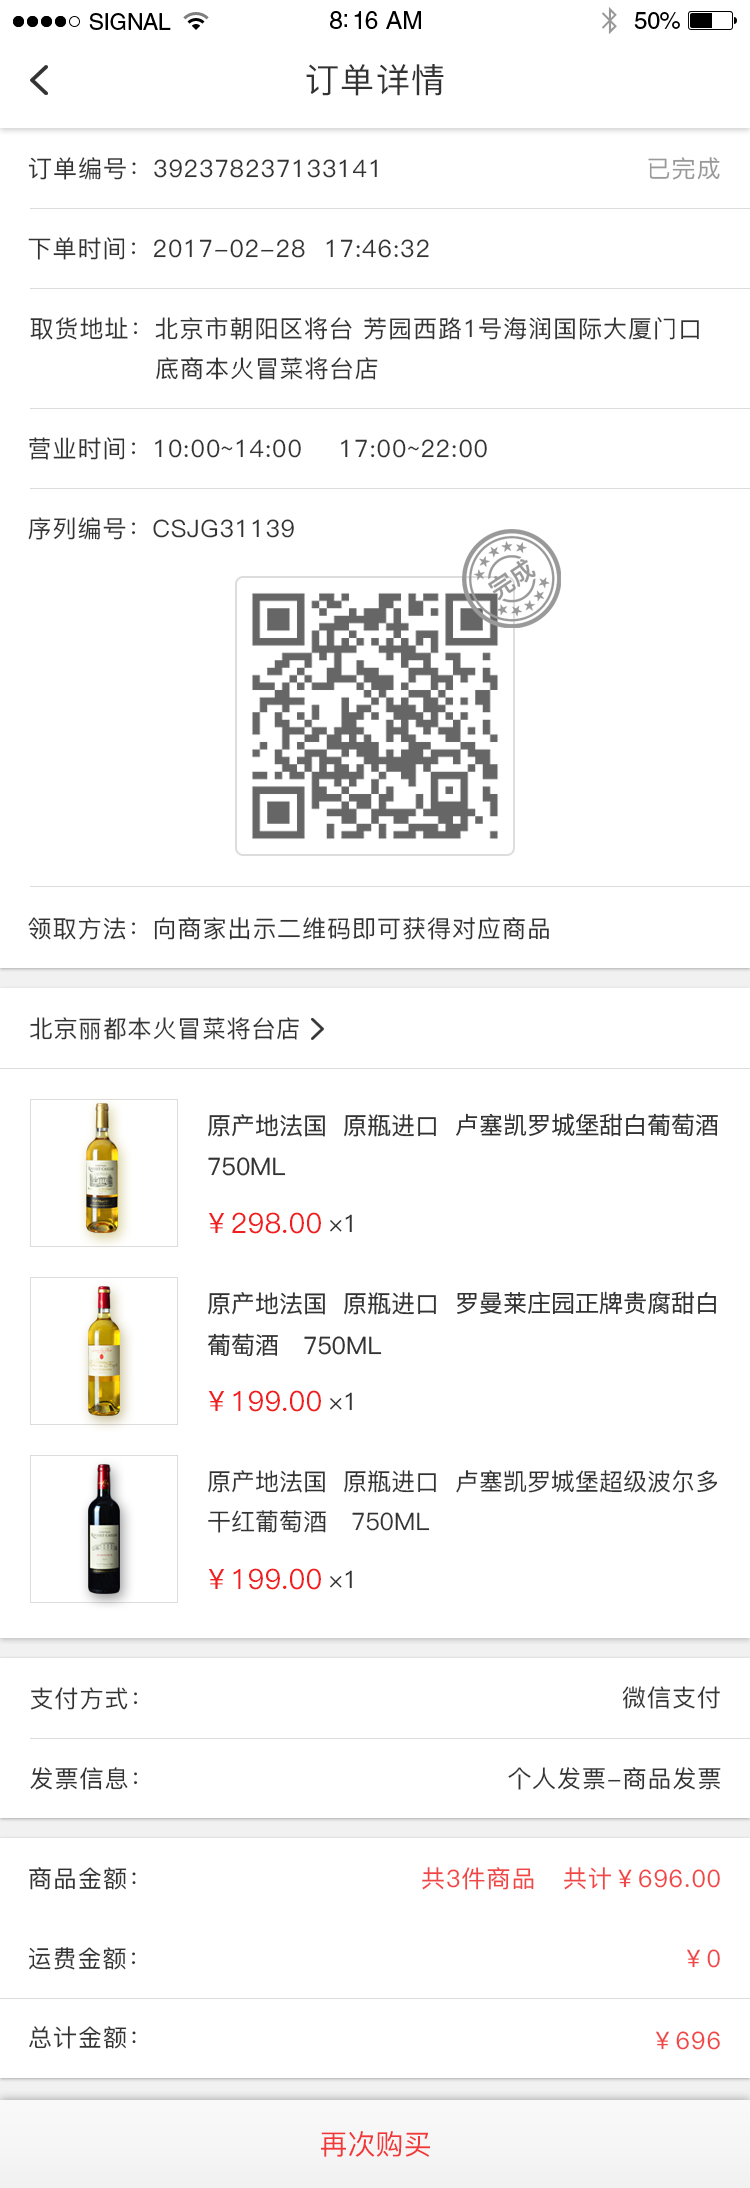 SIGNAL 8:16 AM 50%
订单详情
订单编号：392378237133141 已完成
下单时间：2017-02-28 17:46:32
取货地址：北京市朝阳区将台 芳园西路1号海润国际大厦门口
底商本火冒菜将台店
营业时间：10:00~14:00 17:00~22:00
序列编号：CSJG31139
完成
领取方法：向商家出示二维码即可获得对应商品
北京丽都本火冒菜将台店
原产地法国 原瓶进口 卢塞凯罗城堡甜白葡萄酒
750ML
¥298.00 ×1
原产地法国 原瓶进口 罗曼莱庄园正牌贵腐甜白
葡萄酒 750ML
¥199.00 ×1
原产地法国 原瓶进口 卢塞凯罗城堡超级波尔多
干红葡萄酒 750ML
¥199.00 ×1
支付方式： 微信支付
发票信息： 个人发票-商品发票
商品金额： 共3件商品 共计¥696.00
运费金额： ¥0
总计金额： ¥696
再次购买